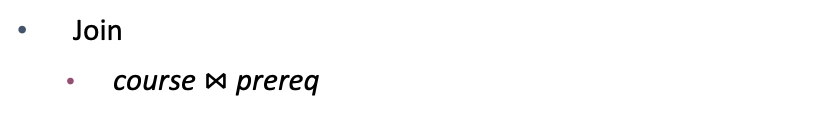 • Join
• course ⋈ prereq